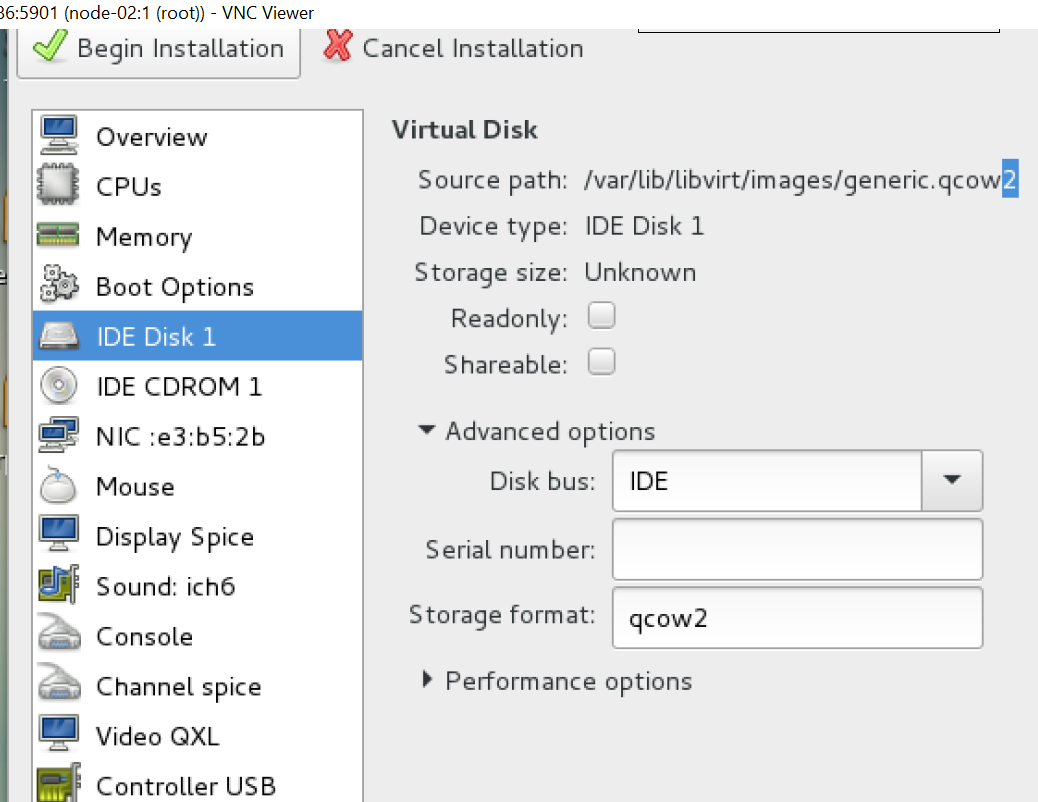 36:5901 (node-02:1 (root)) - VNC Viewer
Begin Installation
Cancel Installation
Overview
CPUs
Memory
Boot Options
IDE Disk 1
IDE CDROM 1
NIC :e3:b5:2b
Mouse
Display Spice
Sound: ich6
Console
Channel spice
Video QXL
Controller USB
Virtual Disk
Source path: /var/lib/libvirt/images/generic.qcow2
Device type: IDE Disk 1
Storage size: Unknown
Readonly:
Shareable:
Advanced options
Disk bus: IDE
Serial number:
Storage format: qcow2
Performance options